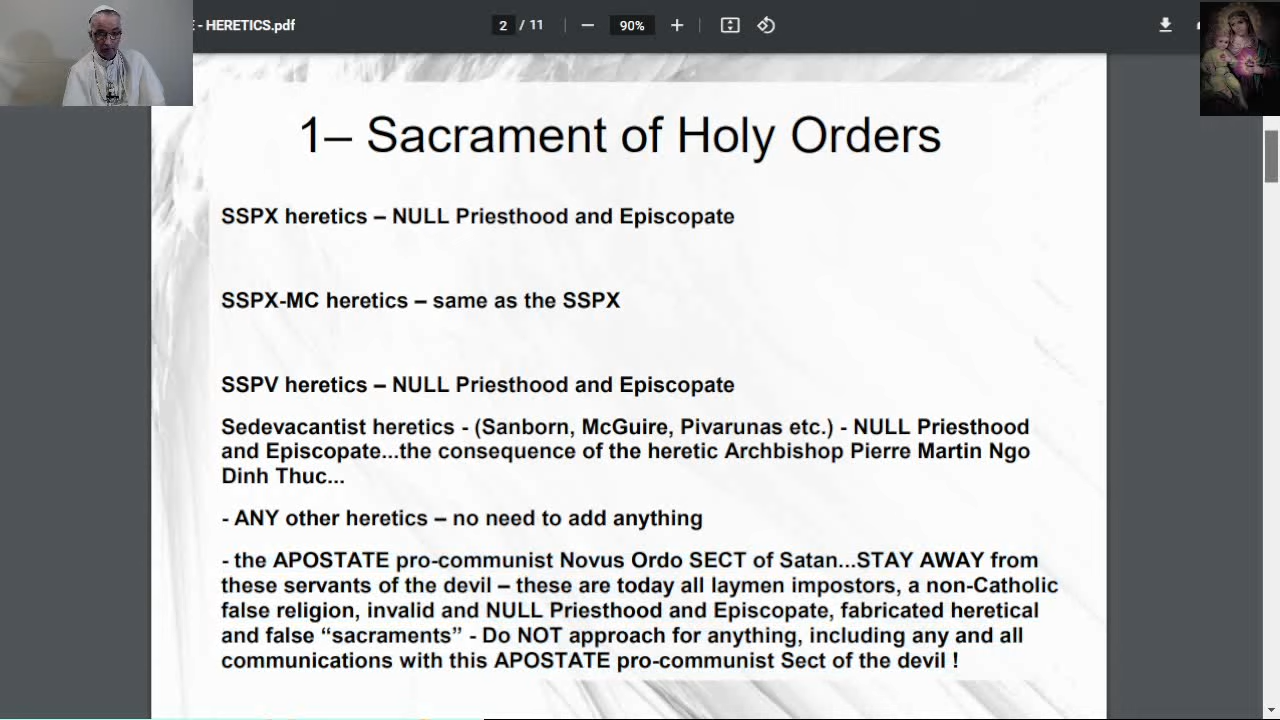 - HERETICS.pdf
2 / 11
90%
1– Sacrament of Holy Orders
SSPX heretics – NULL Priesthood and Episcopate
SSPX-MC heretics – same as the SSPX
SSPV heretics – NULL Priesthood and Episcopate
Sedevacantist heretics - (Sanborn, McGuire, Pivarunas etc.) - NULL Priesthood
and Episcopate...the consequence of the heretic Archbishop Pierre Martin Ngo
Dinh Thuc...
- ANY other heretics – no need to add anything
- the APOSTATE pro-communist Novus Ordo SECT of Satan...STAY AWAY from
these servants of the devil – these are today all laymen impostors, a non-Catholic
false religion, invalid and NULL Priesthood and Episcopate, fabricated heretical
and false “sacraments” - Do NOT approach for anything, including any and all
communications with this APOSTATE pro-communist Sect of the devil !